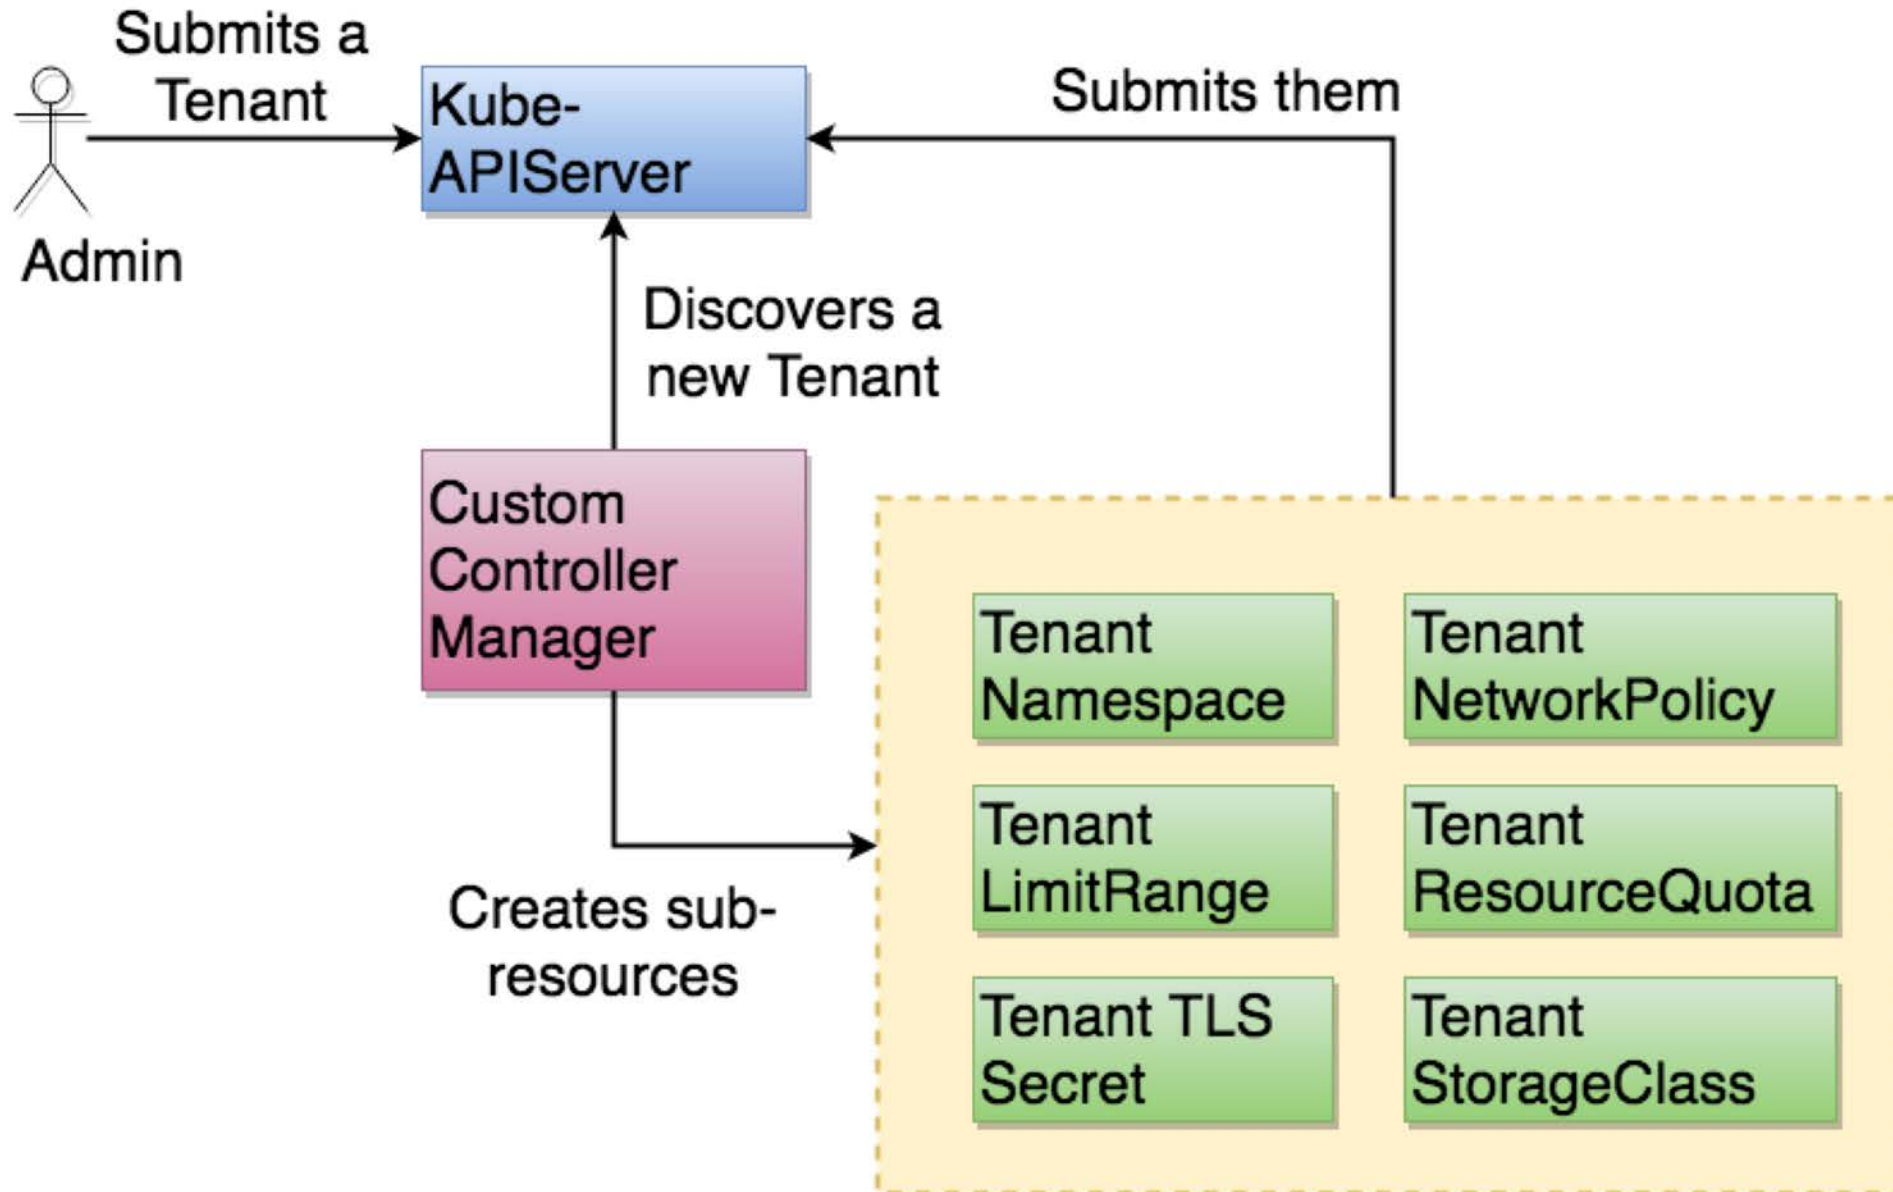 Submits a
Tenant
Admin
Kube-
APIServer
Submits them
Discovers a
new Tenant
Custom
Controller
Manager
Creates sub-
resources
Tenant
Namespace
Tenant
NetworkPolicy
Tenant
LimitRange
Tenant
ResourceQuota
Tenant TLS
Secret
Tenant
StorageClass